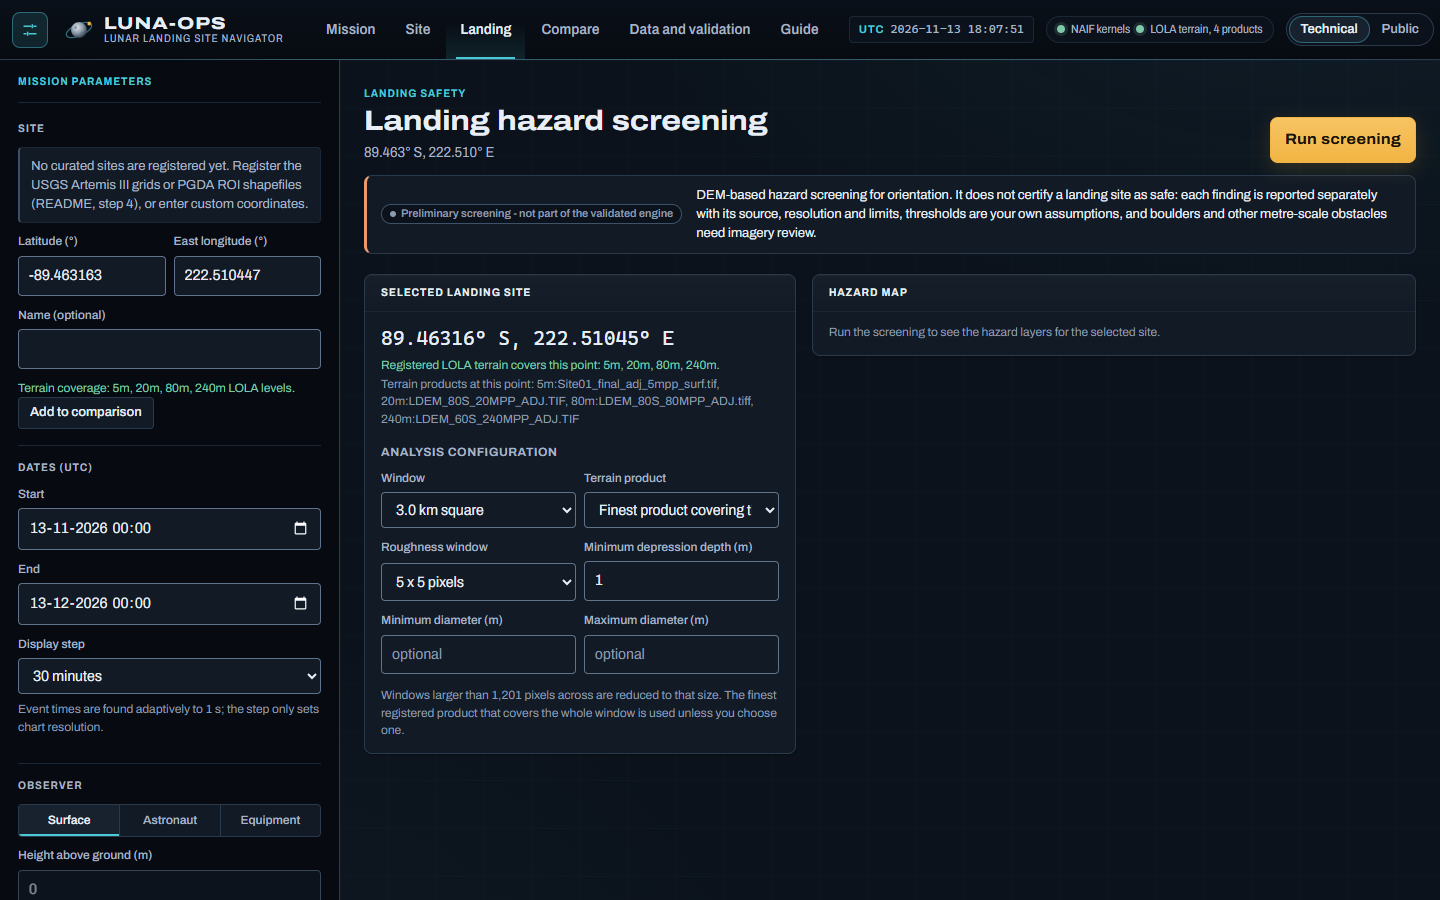 LUNA-OPS
LUNAR LANDING SITE NAVIGATOR
Mission
Site
Landing
Compare
Data and validation
Guide
UTC 2026-11-13 18:07:51
NAIF kernels
LOLA terrain, 4 products
Technical
Public
MISSION PARAMETERS
SITE
No curated sites are registered yet. Register the
USGS Artemis III grids or PGDA ROI shapefiles
(README, step 4), or enter custom coordinates.
Latitude (°)
East longitude (°)
-89.463163
222.510447
Name (optional)
Terrain coverage: 5m, 20m, 80m, 240m LOLA levels.
Add to comparison
DATES (UTC)
Start
13-11-2026 00:00
End
13-12-2026 00:00
Display step
30 minutes
Event times are found adaptively to 1 s; the step only sets
chart resolution.
OBSERVER
Surface
Astronaut
Equipment
Height above ground (m)
0
LANDING SAFETY
Landing hazard screening
89.463° S, 222.510° E
Run screening
Preliminary screening - not part of the validated engine
DEM-based hazard screening for orientation. It does not certify a landing site as safe: each finding is reported separately
with its source, resolution and limits, thresholds are your own assumptions, and boulders and other metre-scale obstacles
need imagery review.
SELECTED LANDING SITE
89.46316° S, 222.51045° E
Registered LOLA terrain covers this point: 5m, 20m, 80m, 240m.
Terrain products at this point: 5m:Site01_final_adj_5mpp_surf.tif,
20m:LDEM_80S_20MPP_ADJ.TIF, 80m:LDEM_80S_80MPP_ADJ.tiff,
240m:LDEM_60S_240MPP_ADJ.TIF
ANALYSIS CONFIGURATION
Window
Terrain product
3.0 km square
Finest product covering t
Roughness window
Minimum depression depth (m)
5 x 5 pixels
1
Minimum diameter (m)
Maximum diameter (m)
optional
optional
Windows larger than 1,201 pixels across are reduced to that size. The finest
registered product that covers the whole window is used unless you choose
one.
HAZARD MAP
Run the screening to see the hazard layers for the selected site.